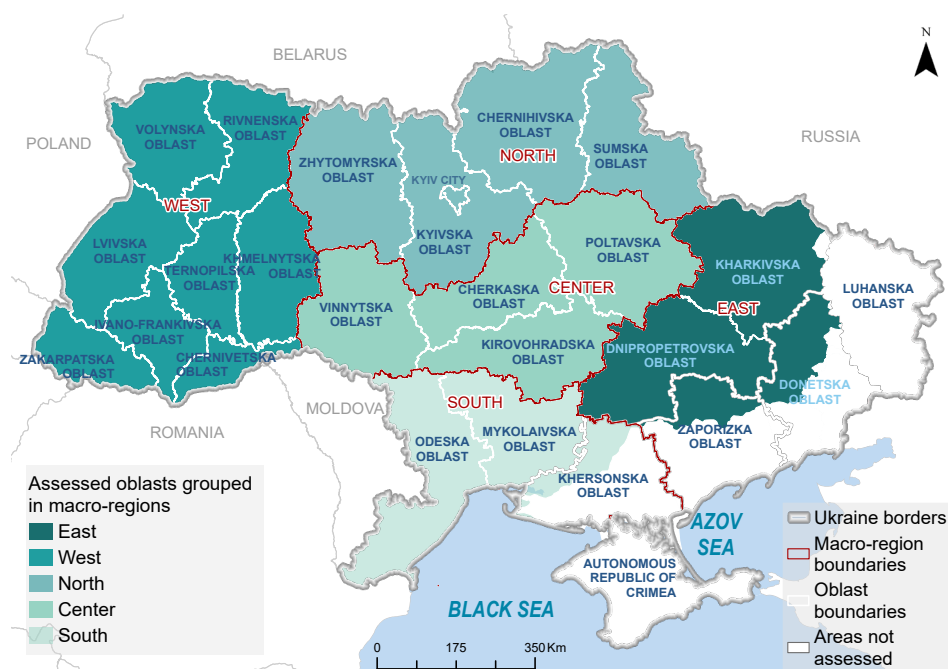 N
BELARUS
POLAND
RUSSIA
VOLYNSKA
OBLAST
RIVNENSKA
OBLAST
ZHYTOMYRSKA
OBLAST
KYIV CITY
CHERNIHIVSKA
OBLAST
NORTH
SUMSKA
OBLAST
WEST
LVIVSKA
OBLAST
TERNOPILSKA
OBLAST
KHMELNYTSKA
OBLAST
KYIVSKA
OBLAST
POLTAVSKA
OBLAST
KHARKIVSKA
OBLAST
LUHANSKA
OBLAST
VINNYTSKA
OBLAST
CHERKASKA
OBLAST
CENTER
EAST
IVANO-FRANKIVSKA
OBLAST
ZAKARPATSKA
OBLAST
CHERNIVETSKA
OBLAST
KIROVOHRADSKA
OBLAST
DNIPROPETROVSKA
OBLAST
DONETSKA
OBLAST
MOLDOVA
ROMANIA
SOUTH
ODESKA
OBLAST
MYKOLAIVSKA
OBLAST
ZAPORIZKA
OBLAST
KHERSONSKA
OBLAST
AZOV
SEA
AUTONOMOUS
REPUBLIC OF
CRIMEA
BLACK SEA
Assessed oblasts grouped
in macro-regions
East
West
North
Center
South
0 175 350 Km
Ukraine borders
Macro-region
boundaries
Oblast
boundaries
Areas not
assessed